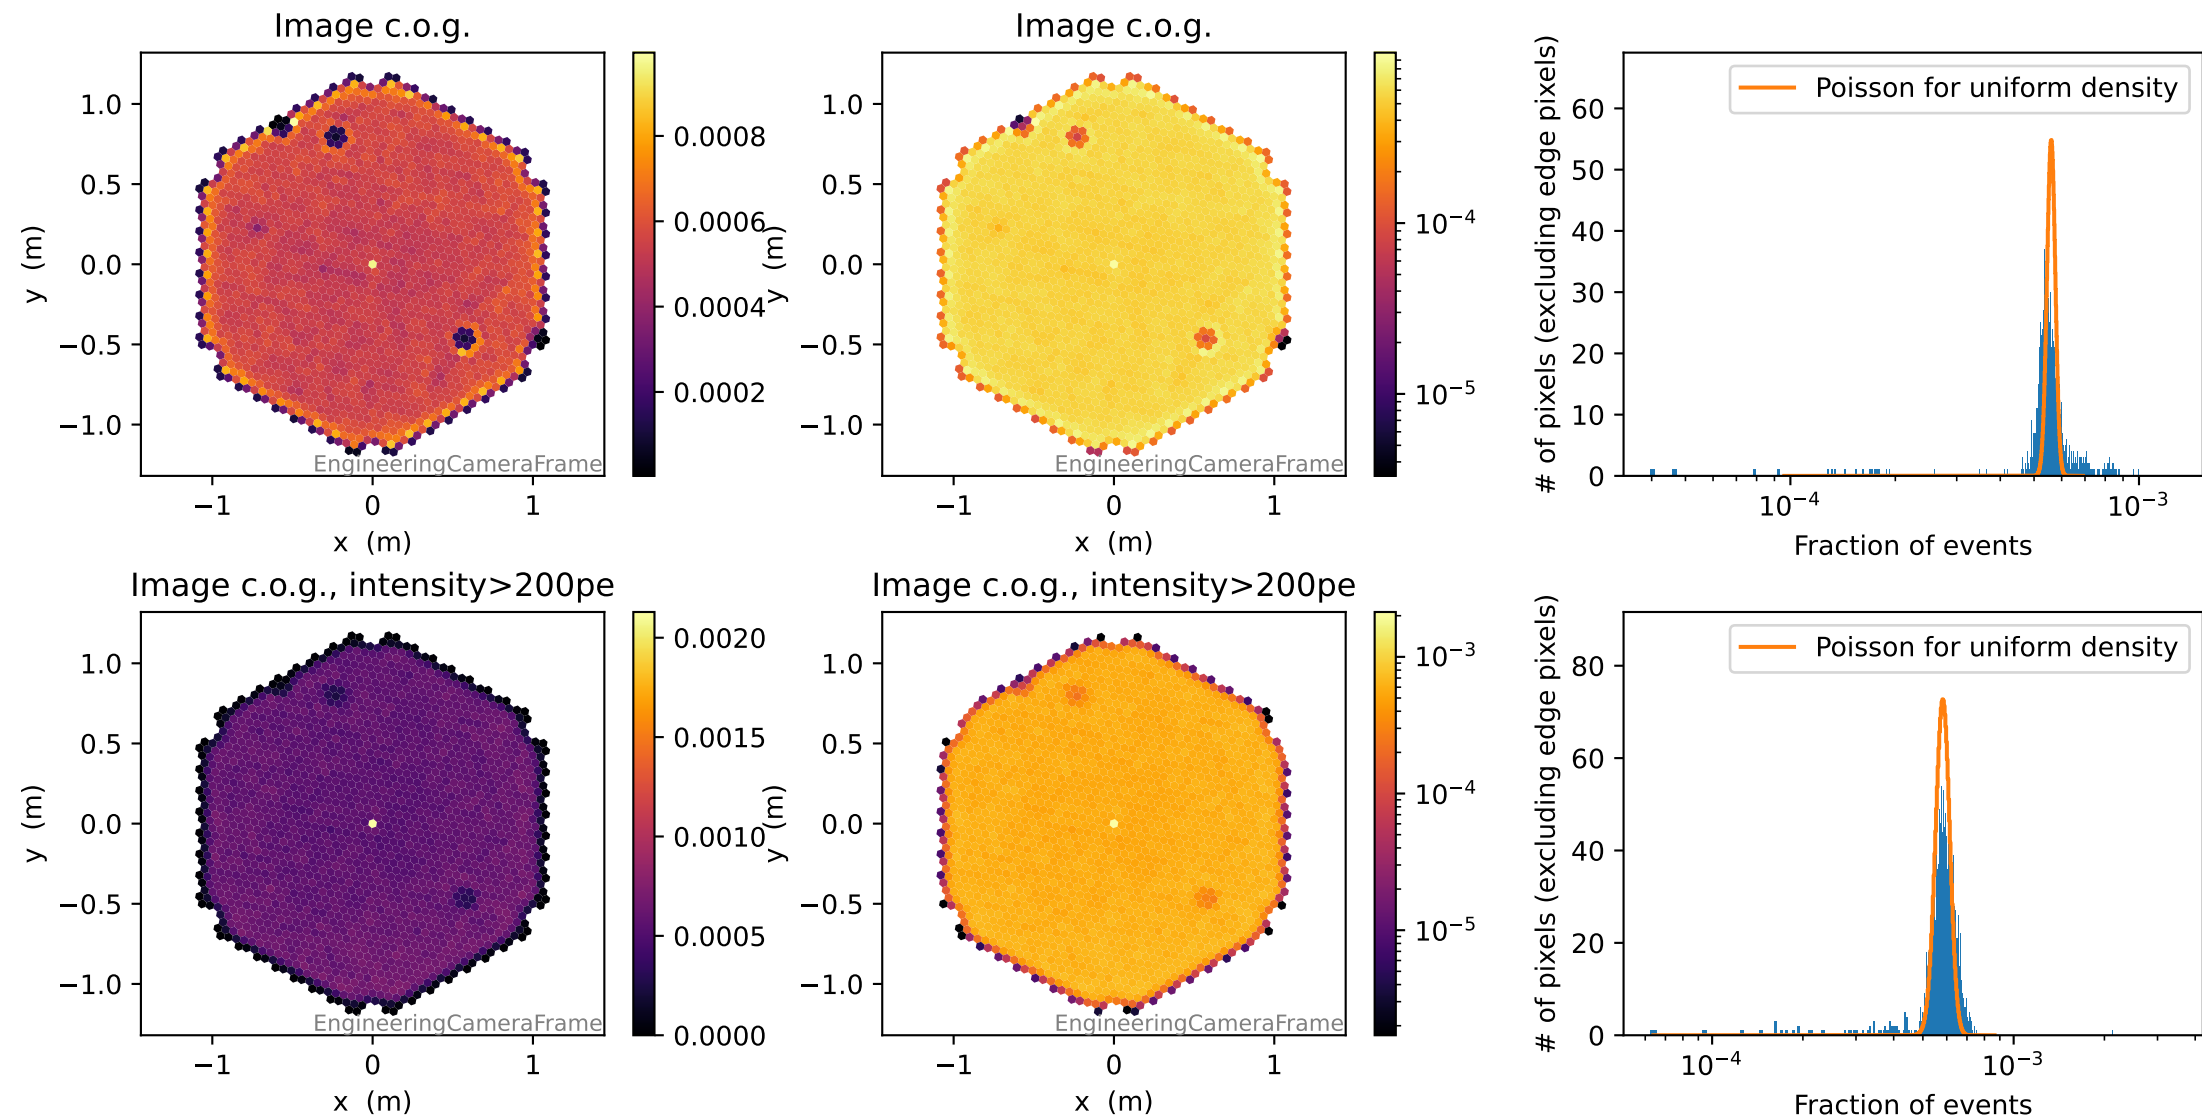 Image c.o.g.
1.0
0.5
0.0
−0.5
−1.0
y (m)
−1
0
1
x (m)
EngineeringCameraFrame
0.0008
0.0006
0.0004
0.0002
Image c.o.g.
1.0
0.5
0.0
−0.5
−1.0
y (m)
−1
0
1
x (m)
EngineeringCameraFrame
10⁻⁴
10⁻⁵
Poisson for uniform density
# of pixels (excluding edge pixels)
60
50
40
30
20
10
0
10⁻⁴
10⁻³
Fraction of events
Image c.o.g., intensity>200pe
1.0
0.5
0.0
−0.5
−1.0
y (m)
−1
0
1
x (m)
EngineeringCameraFrame
0.0020
0.0015
0.0010
0.0005
0.0000
Image c.o.g., intensity>200pe
1.0
0.5
0.0
−0.5
−1.0
y (m)
−1
0
1
x (m)
EngineeringCameraFrame
10⁻³
10⁻⁴
10⁻⁵
Poisson for uniform density
# of pixels (excluding edge pixels)
80
60
40
20
0
10⁻⁴
10⁻³
Fraction of events